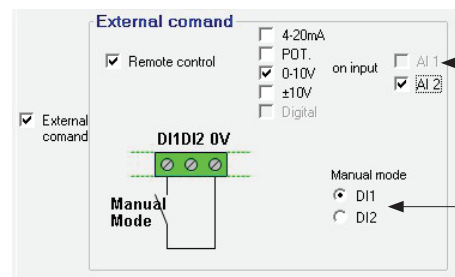 External comand
4-20mA
POT.
Remote control
0-10V
on input
AI 1
±10V
AI 2
Digital
External
comand
DI1DI2 0V
Manual
Mode
Manual mode
DI1
DI2